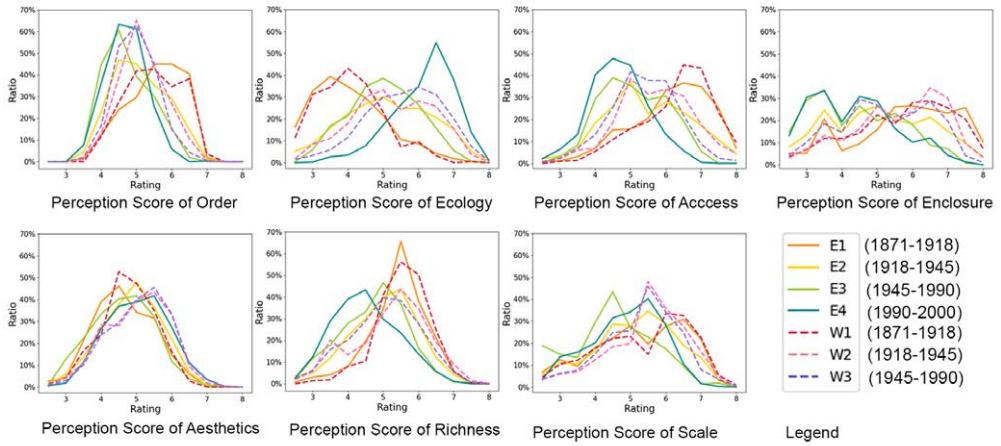 70%
60%
50%
40%
30%
20%
10%
0%
Ratio
3 4 5 6 7 8
Rating
Perception Score of Order
70%
60%
50%
40%
30%
20%
10%
0%
Ratio
3 4 5 6 7 8
Rating
Perception Score of Ecology
70%
60%
50%
40%
30%
20%
10%
0%
Ratio
3 4 5 6 7 8
Rating
Perception Score of Acccess
70%
60%
50%
40%
30%
20%
10%
0%
Ratio
3 4 5 6 7 8
Rating
Perception Score of Enclosure
70%
60%
50%
40%
30%
20%
10%
0%
Ratio
3 4 5 6 7 8
Rating
Perception Score of Aesthetics
70%
60%
50%
40%
30%
20%
10%
0%
Ratio
3 4 5 6 7 8
Rating
Perception Score of Richness
70%
60%
50%
40%
30%
20%
10%
0%
Ratio
3 4 5 6 7 8
Rating
Perception Score of Scale
E1 (1871-1918)
E2 (1918-1945)
E3 (1945-1990)
E4 (1990-2000)
W1 (1871-1918)
W2 (1918-1945)
W3 (1945-1990)
Legend